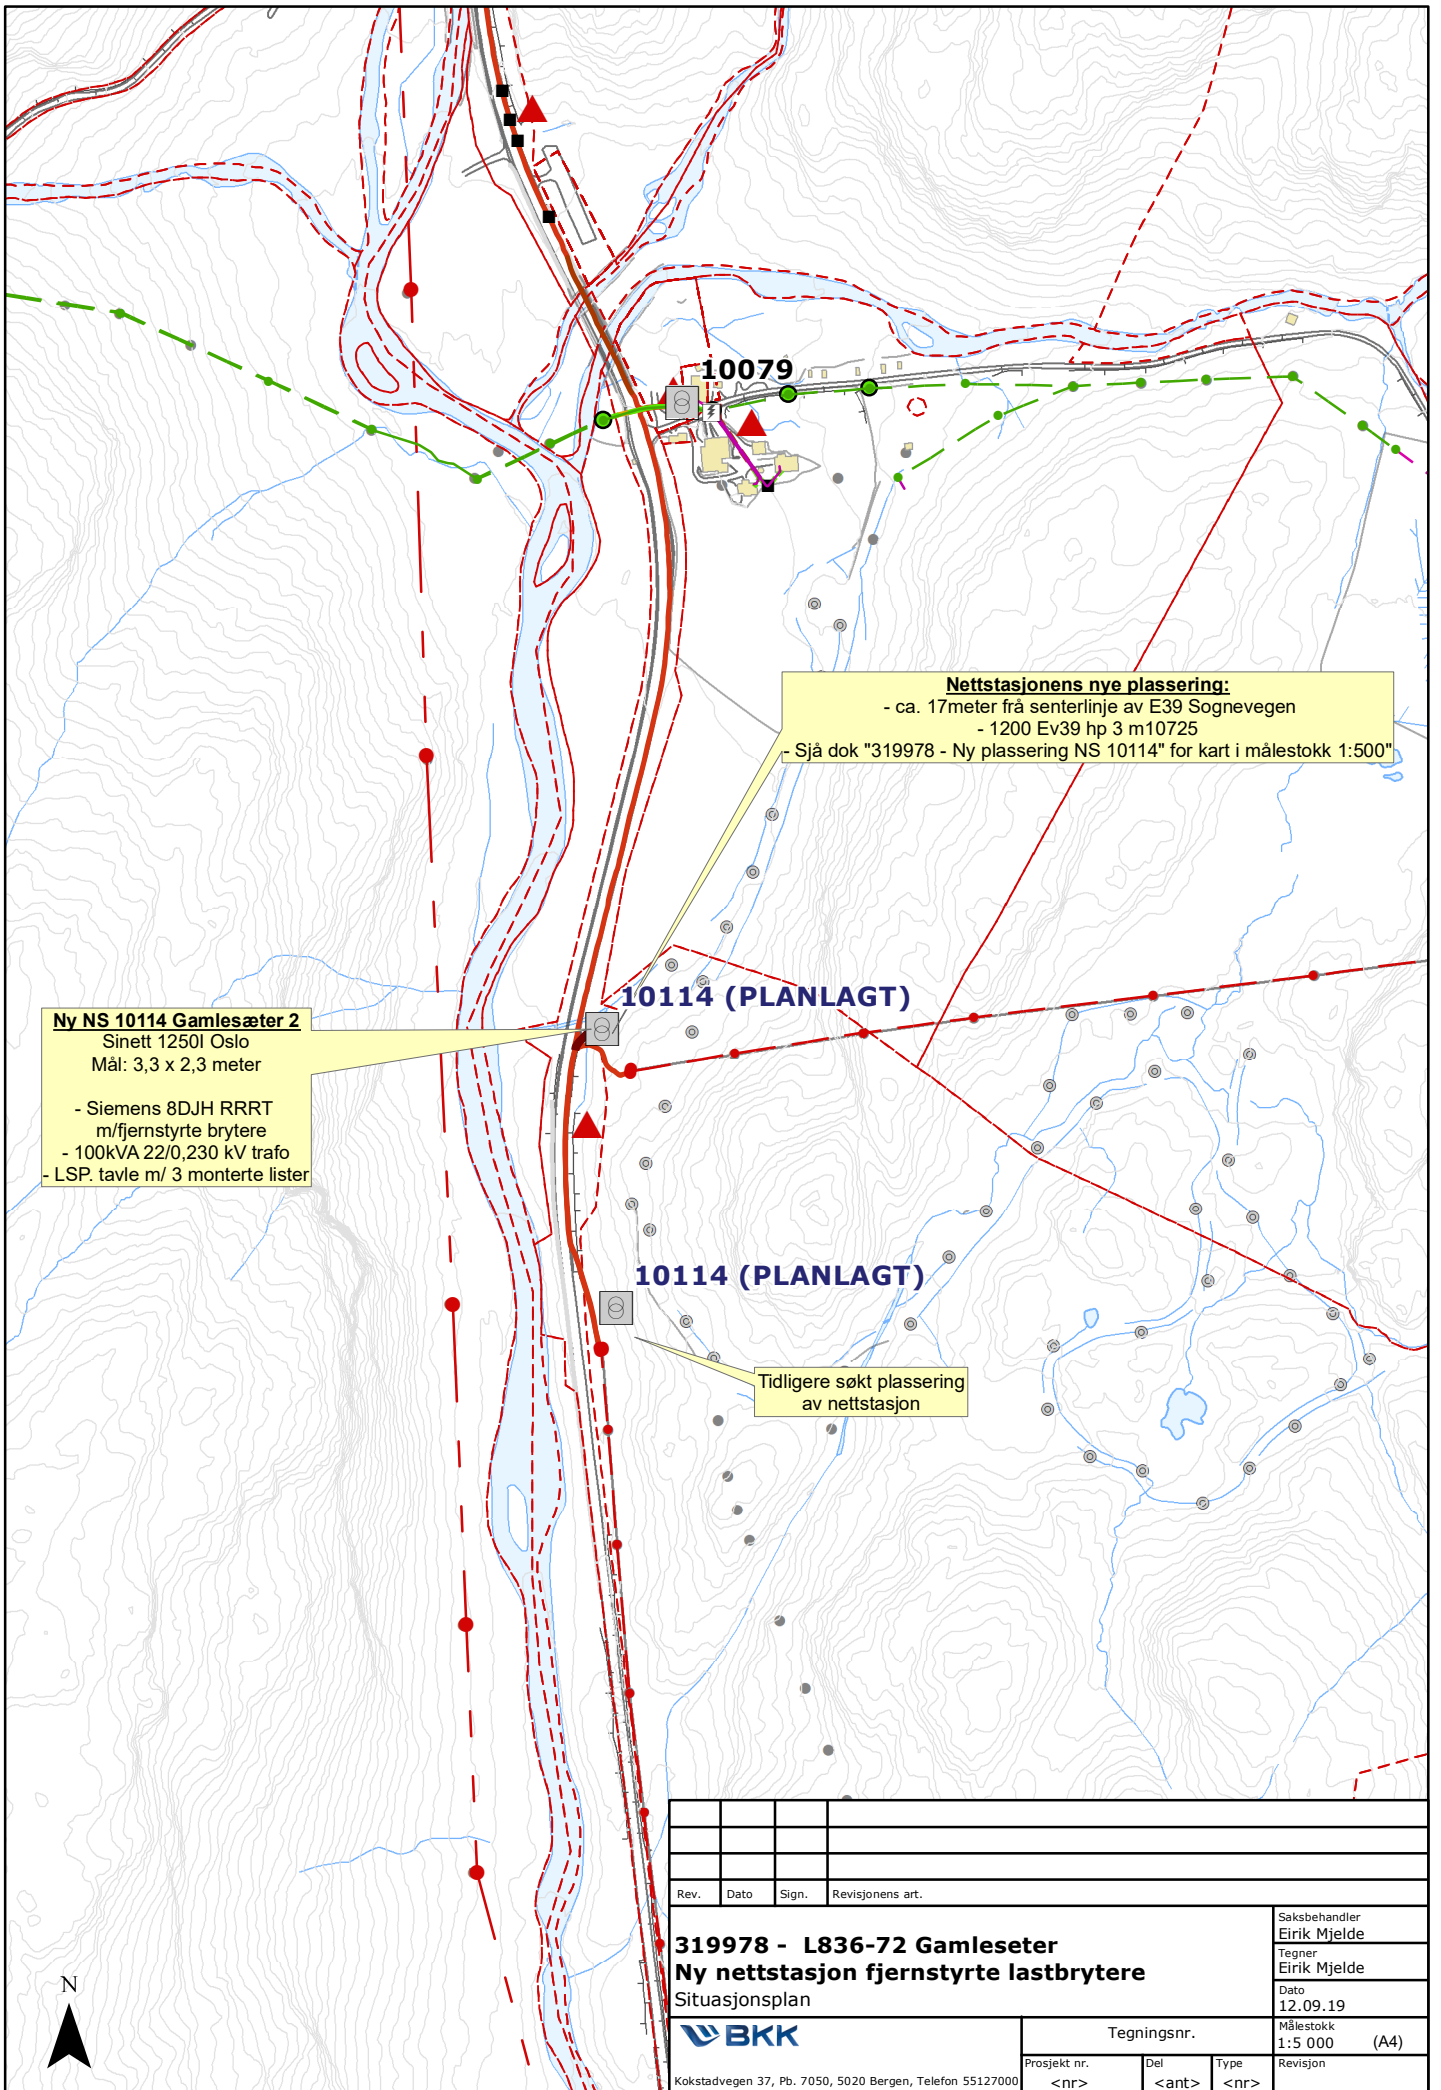 10079
Nettstasjonens nye plassering:
- ca. 17meter frå senterlinje av E39 Sognevegen
- 1200 Ev39 hp 3 m10725
- Sjå dok "319978 - Ny plassering NS 10114" for kart i målestokk 1:500"
10114 (PLANLAGT)
Ny NS 10114 Gamlesæter 2
Sinett 1250I Oslo
Mål: 3,3 x 2,3 meter
- Siemens 8DJH RRRT
m/fjernstyrte brytere
- 100kVA 22/0,230 kV trafo
- LSP. tavle m/ 3 monterte lister
10114 (PLANLAGT)
Tidligere søkt plassering
av nettstasjon
N
Rev. Dato Sign. Revisjonens art.
319978 - L836-72 Gamleseter
Ny nettstasjon fjernstyrte lastbrytere
Situasjonsplan
Saksbehandler
Eirik Mjelde
Tegner
Eirik Mjelde
Dato
12.09.19
Målestokk
1:5 000 (A4)
BKK
Kokstadvegen 37, Pb. 7050, 5020 Bergen, Telefon 55127000
Tegningsnr.
Prosjekt nr. Del Type Revisjon
<nr> <ant> <nr>